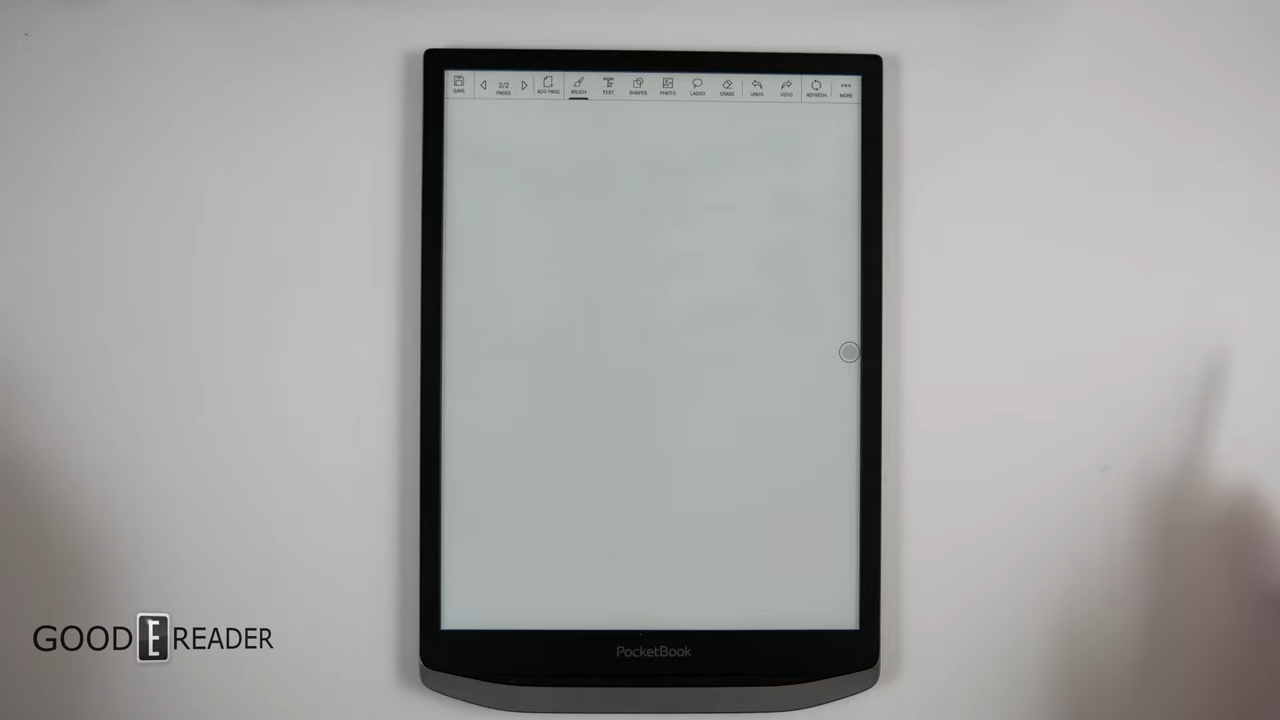 SAVE
2/2
PAGES
ADD PAGE
BRUSH
TEXT
SHAPES
PHOTO
LASSO
ERASE
UNDO
REDO
REFRESH
MORE
PocketBook
GOOD E READER